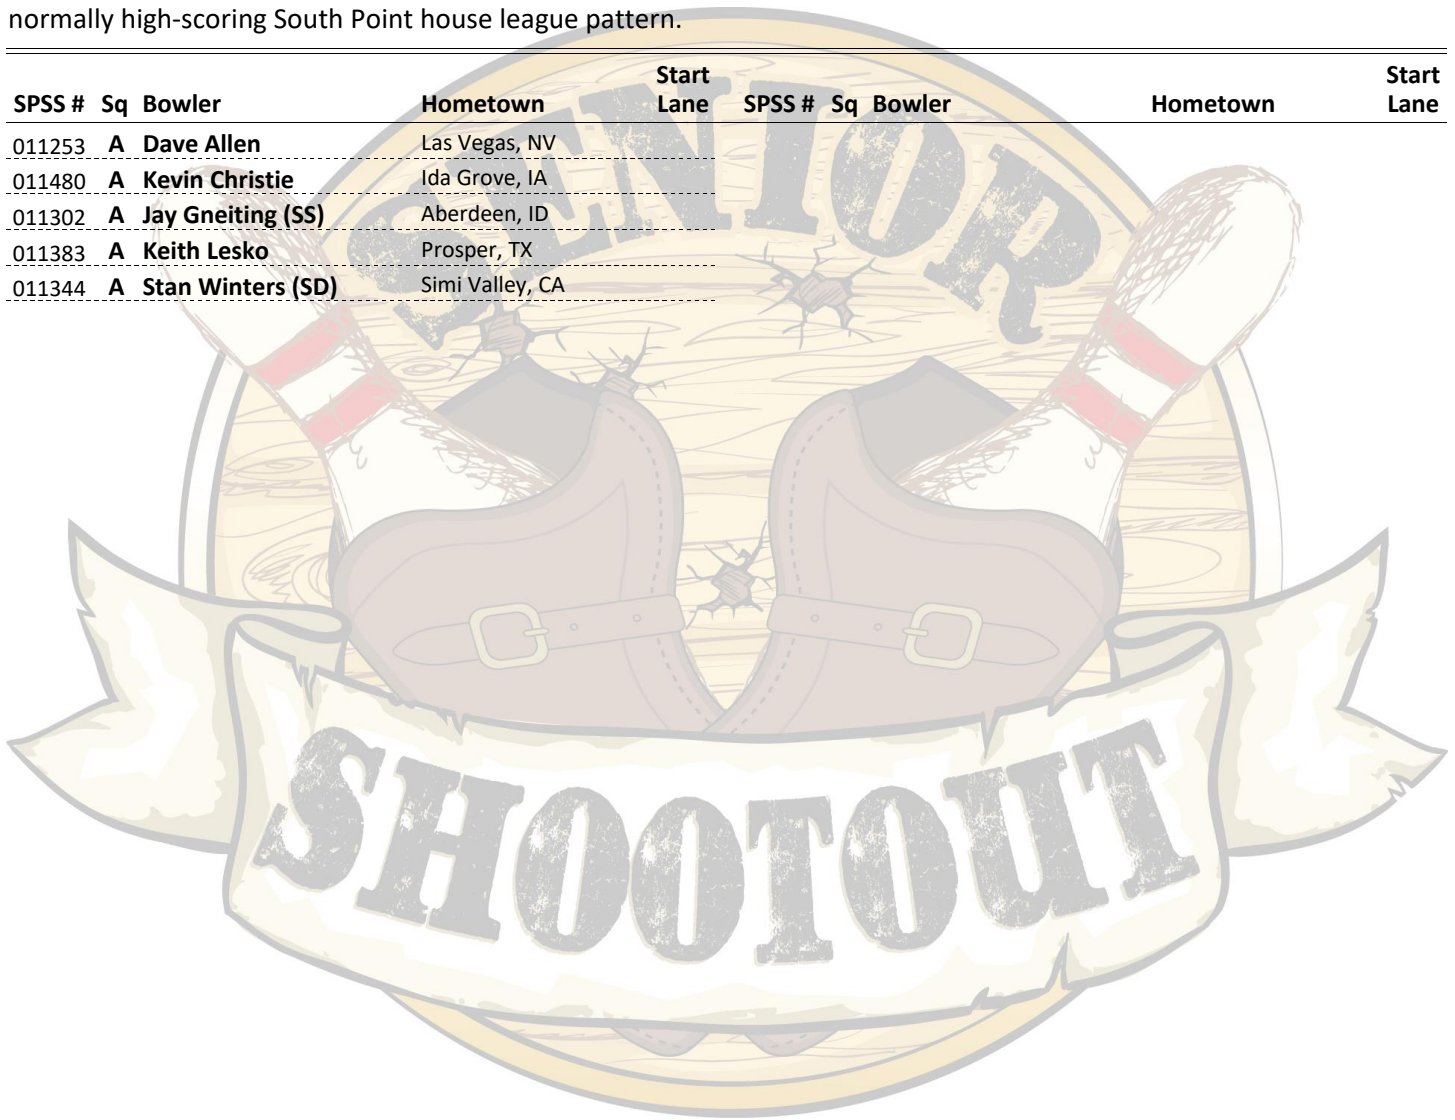 normally high-scoring South Point house league pattern.
SPSS # Sq Bowler Hometown Start Lane SPSS # Sq Bowler Hometown Start Lane
011253 A Dave Allen Las Vegas, NV
011480 A Kevin Christie Ida Grove, IA
011302 A Jay Gneiting (SS) Aberdeen, ID
011383 A Keith Lesko Prosper, TX
011344 A Stan Winters (SD) Simi Valley, CA
SENIOR
SHOOTOUT